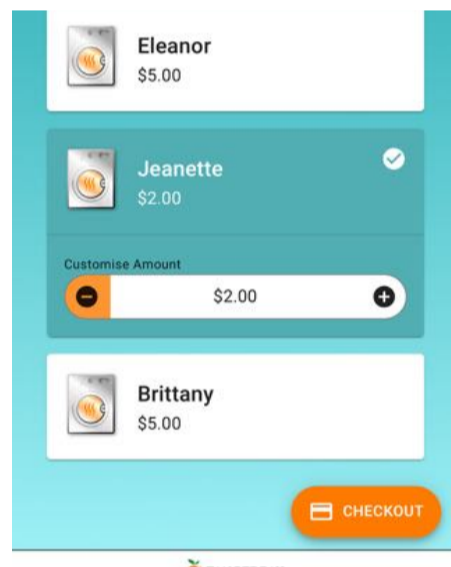 Eleanor
$5.00
Jeanette
$2.00
Customise Amount
$2.00
Brittany
$5.00
CHECKOUT